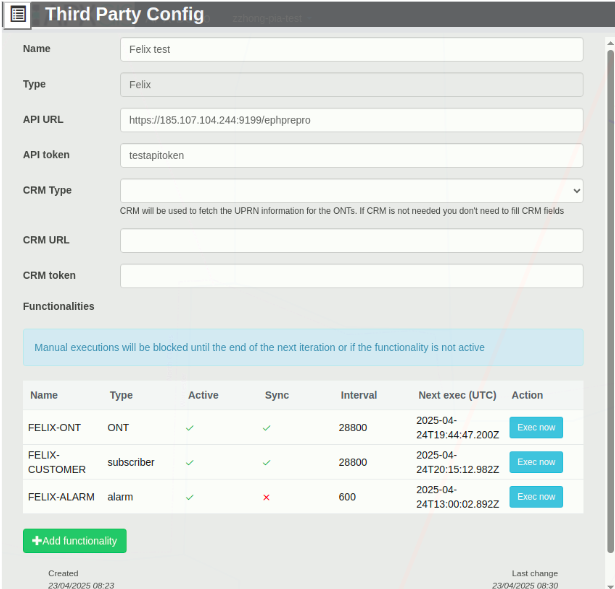 Third Party Config
Name
Felix test
Type
Felix
API URL
https://185.107.104.244:9199/ephprepro
API token
testapitoken
CRM Type
CRM will be used to fetch the UPRN information for the ONTs. If CRM is not needed you don't need to fill CRM fields
CRM URL
CRM token
Functionalities
Manual executions will be blocked until the end of the next iteration or if the functionality is not active
Name Type Active Sync Interval Next exec (UTC) Action
FELIX-ONT ONT 28800 2025-04-
24T19:44:47.200Z Exec now
FELIX-
CUSTOMER subscriber 28800 2025-04-
24T20:15:12.982Z Exec now
FELIX-ALARM alarm 600 2025-04-
24T13:00:02.892Z Exec now
Add functionality
Created Last change
23/04/2025 08:23 23/04/2025 08:30